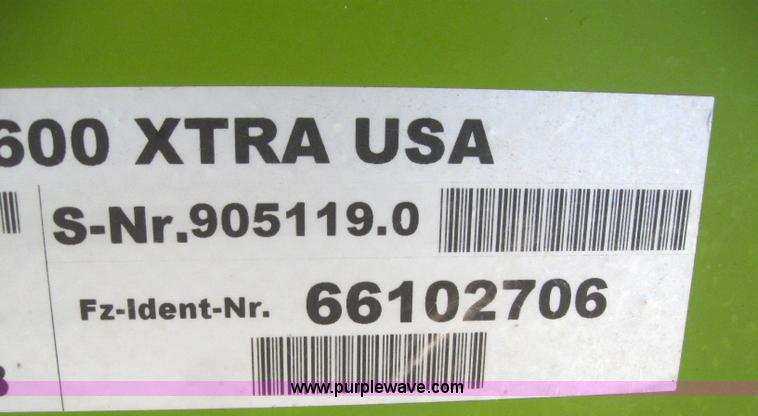 600 XTRA USA
S-Nr.905119.0
Fz-Ident-Nr. 66102706
www.purplewave.com